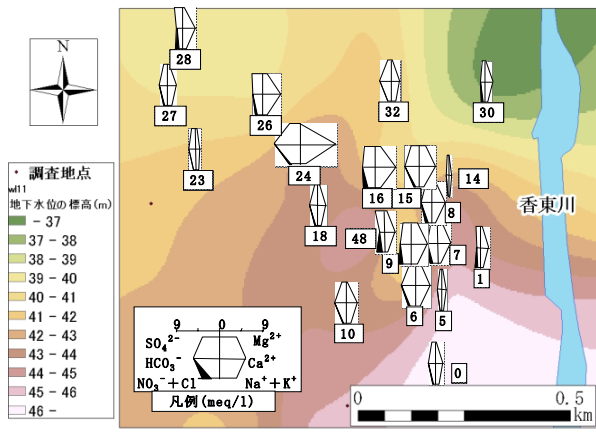 N
調査地点
wl11
地下水位の標高(m)
- 37
37 - 38
38 - 39
39 - 40
40 - 41
41 - 42
42 - 43
43 - 44
44 - 45
45 - 46
46 -
28
27
26
32
30
23
24
16
15
14
18
48
8
香東川
9
7
1
10
6
5
0
9 0 9
SO₄²⁻ Mg²⁺
HCO₃⁻ Ca²⁺
NO₃⁻+Cl⁻ Na⁺+K⁺
凡例(meq/l)
0 0.5
km